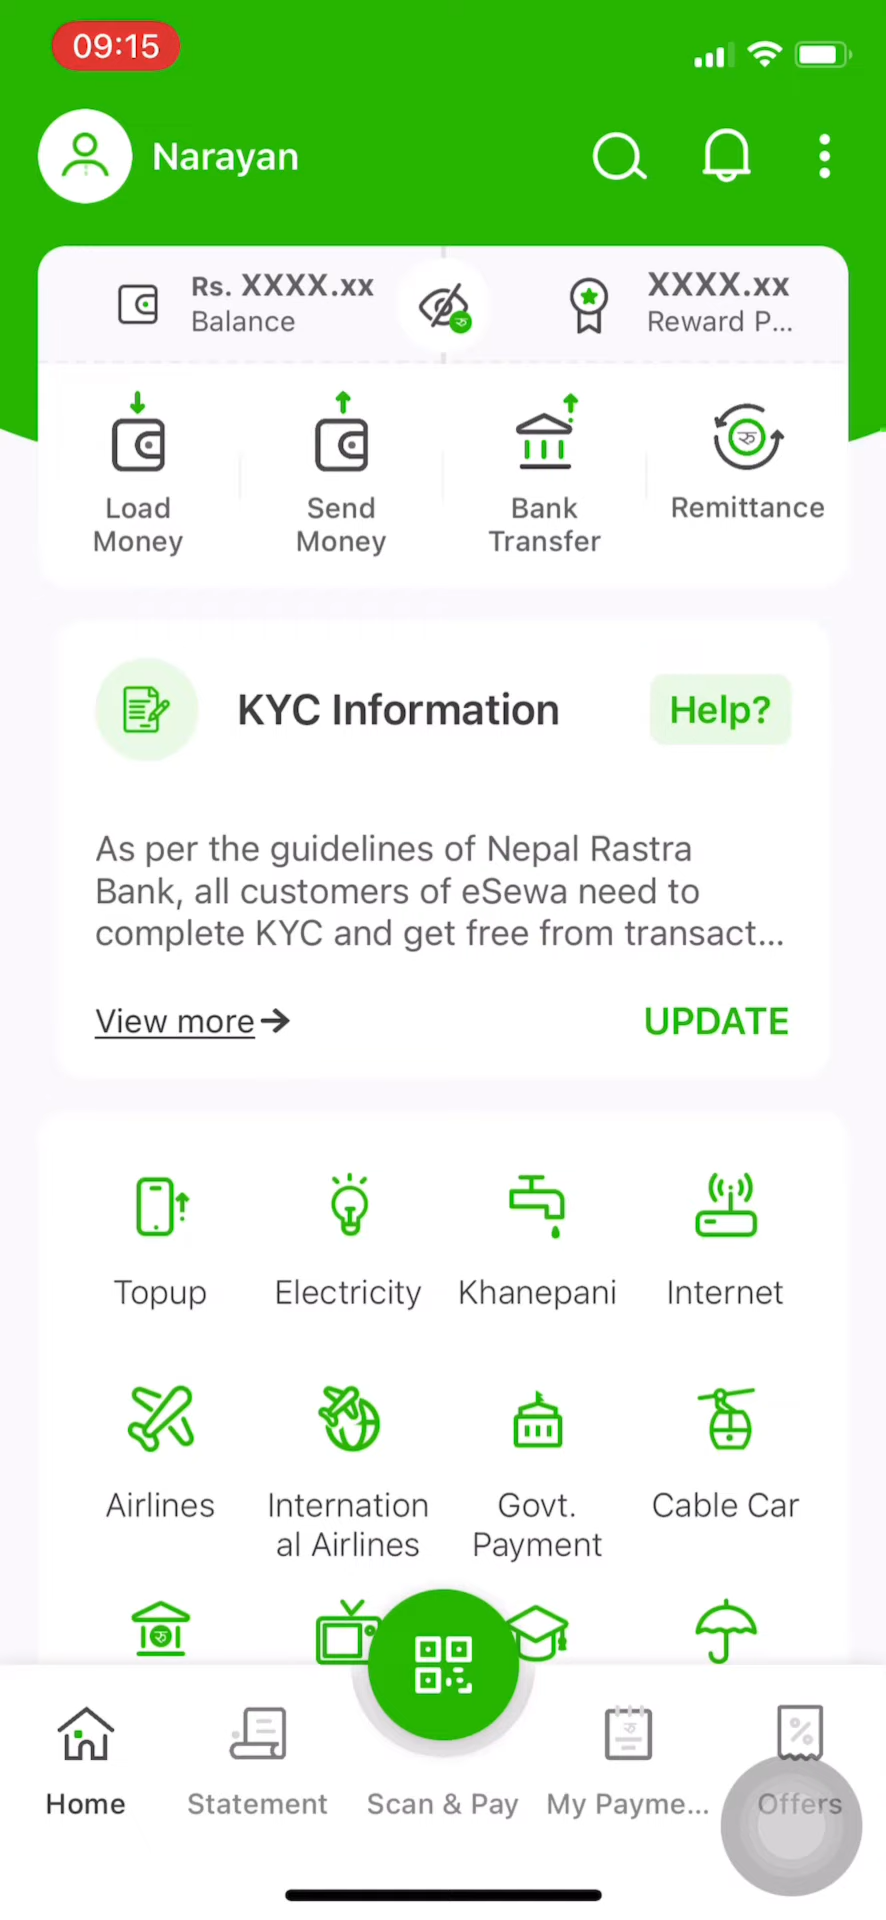 09:15
Narayan
Rs. XXXX.xx
Balance
XXXX.xx
Reward P...
Load
Money
Send
Money
Bank
Transfer
Remittance
KYC Information
Help?
As per the guidelines of Nepal Rastra
Bank, all customers of eSewa need to
complete KYC and get free from transact...
View more
UPDATE
Topup
Electricity
Khanepani
Internet
Airlines
Internation
al Airlines
Govt.
Payment
Cable Car
Home
Statement
Scan & Pay
My Payme...
Offers